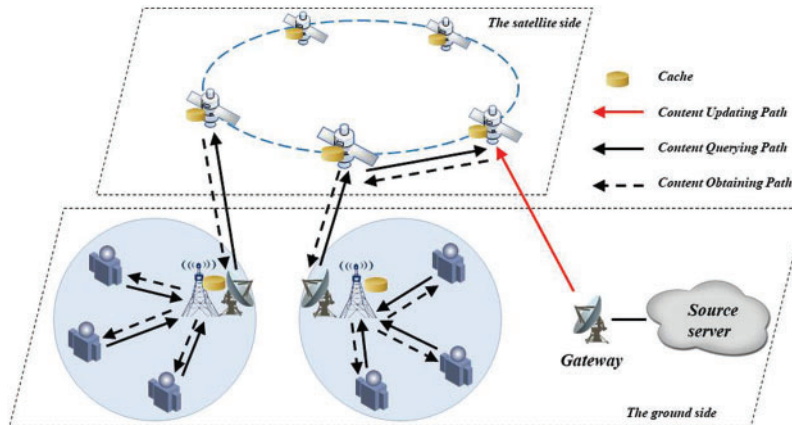 The satellite side
Cache
Content Updating Path
Content Querying Path
Content Obtaining Path
Source
server
Gateway
The ground side